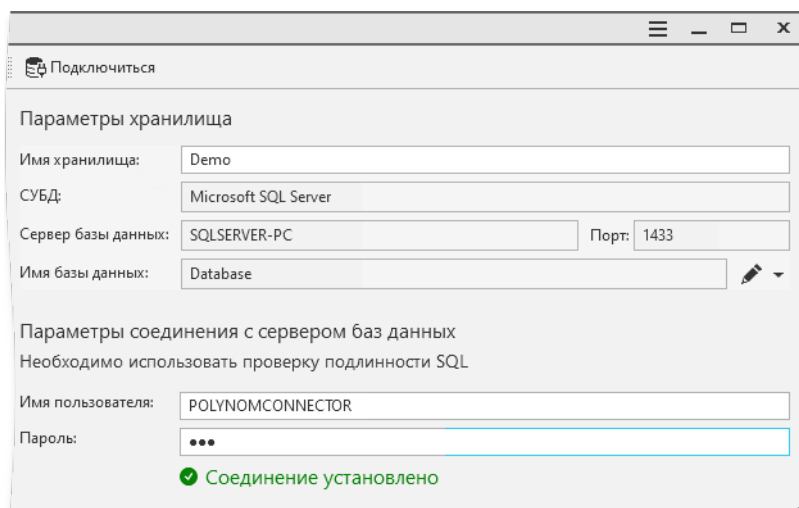 Подключиться
Параметры хранилища
Имя хранилища: Demo
СУБД: Microsoft SQL Server
Сервер базы данных: SQLSERVER-PC Порт: 1433
Имя базы данных: Database
Параметры соединения с сервером баз данных
Необходимо использовать проверку подлинности SQL
Имя пользователя: POLYNOMCONNECTOR
Пароль: •••
Соединение установлено